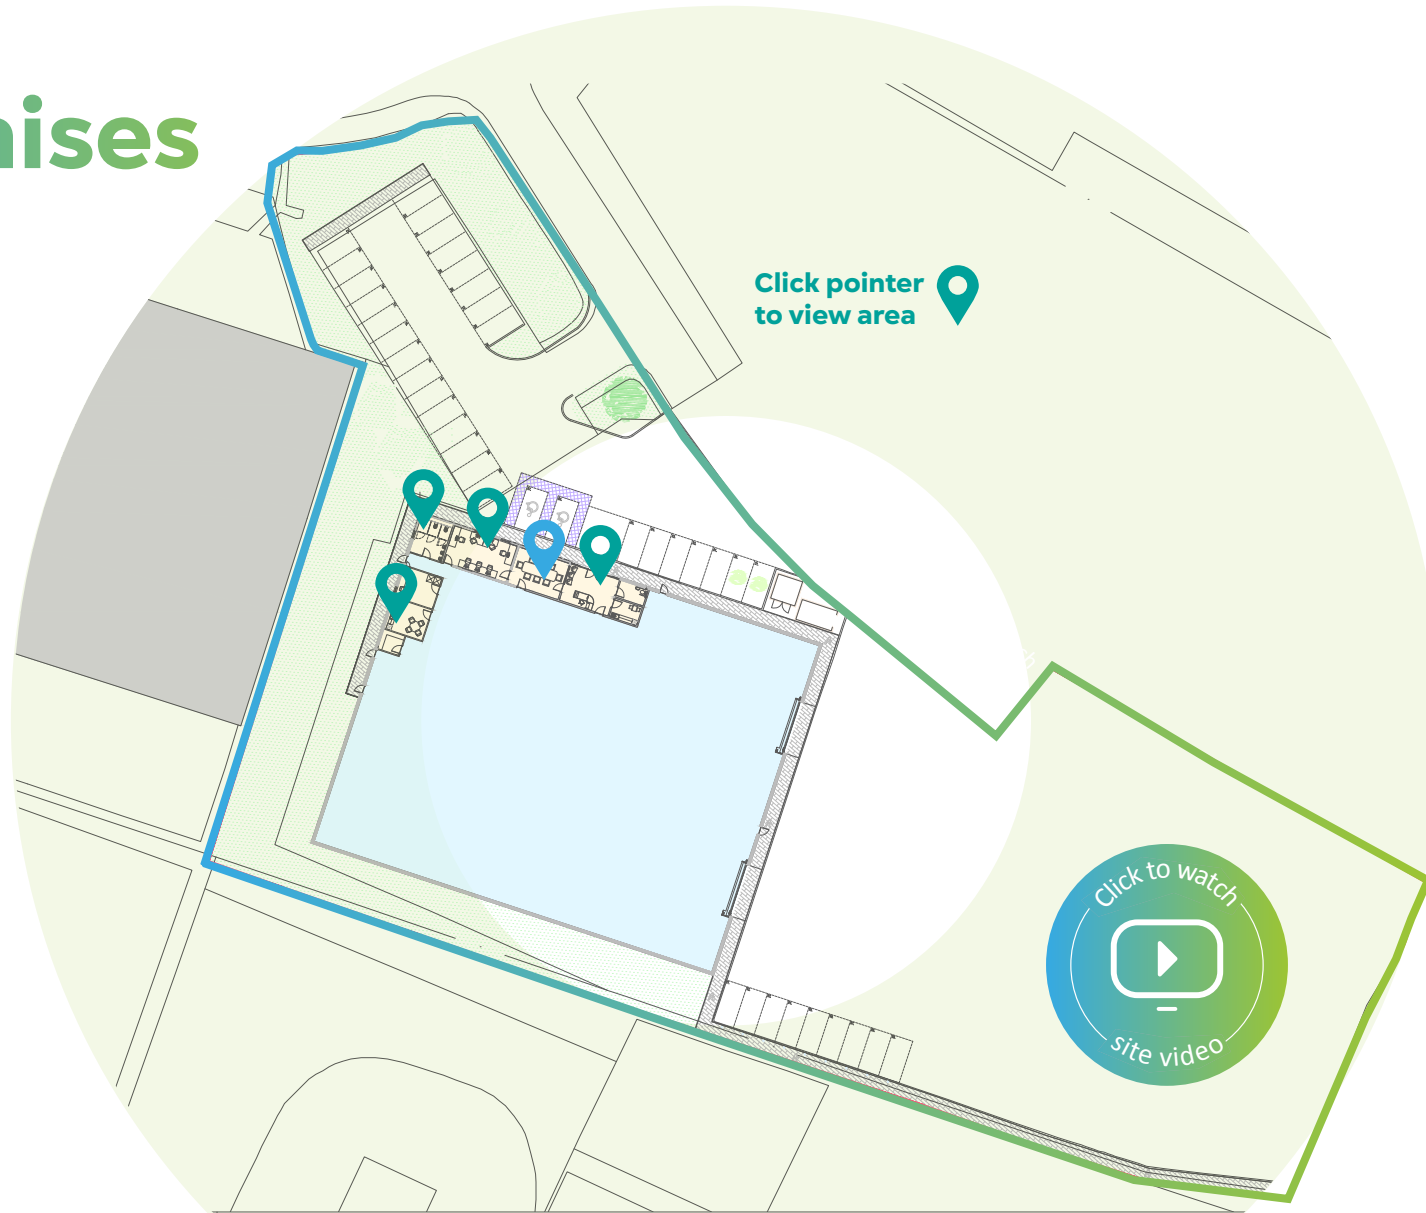 nises
Click pointer
to view area
Click to watch
site video